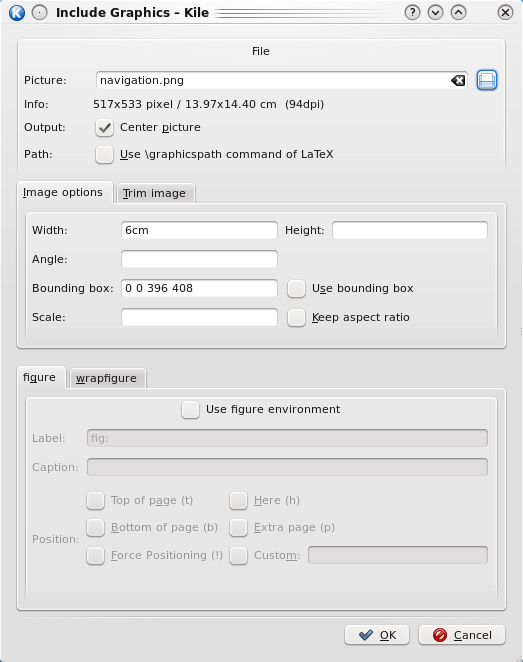 Include Graphics – Kile
File
Picture: navigation.png
Info: 517x533 pixel / 13.97x14.40 cm (94dpi)
Output: Center picture
Path: Use \graphicspath command of LaTeX
Image options Trim image
Width: 6cm Height:
Angle:
Bounding box: 0 0 396 408 Use bounding box
Scale: Keep aspect ratio
figure wrapfigure
Use figure environment
Label: fig:
Caption:
Top of page (t) Here (h)
Bottom of page (b) Extra page (p)
Position:
Force Positioning (!) Custom:
OK Cancel